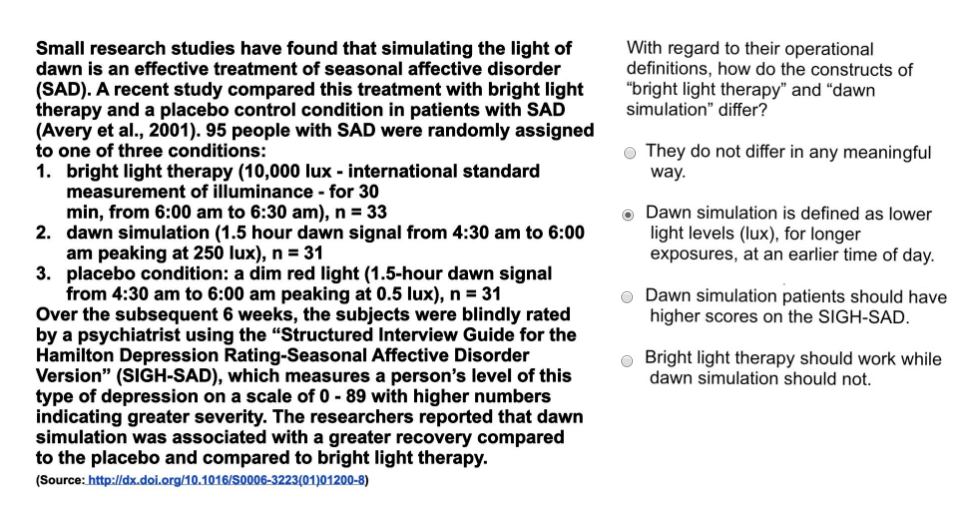 Small research studies have found that simulating the light of
dawn is an effective treatment of seasonal affective disorder
(SAD). A recent study compared this treatment with bright light
therapy and a placebo control condition in patients with SAD
(Avery et al., 2001). 95 people with SAD were randomly assigned
to one of three conditions:
1. bright light therapy (10,000 lux - international standard
measurement of illuminance - for 30
min, from 6:00 am to 6:30 am), n = 33
2. dawn simulation (1.5 hour dawn signal from 4:30 am to 6:00
am peaking at 250 lux), n = 31
3. placebo condition: a dim red light (1.5-hour dawn signal
from 4:30 am to 6:00 am peaking at 0.5 lux), n = 31
Over the subsequent 6 weeks, the subjects were blindly rated
by a psychiatrist using the “Structured Interview Guide for the
Hamilton Depression Rating-Seasonal Affective Disorder
Version” (SIGH-SAD), which measures a person’s level of this
type of depression on a scale of 0 - 89 with higher numbers
indicating greater severity. The researchers reported that dawn
simulation was associated with a greater recovery compared
to the placebo and compared to bright light therapy.
(Source: http://dx.doi.org/10.1016/S0006-3223(01)01200-8)
With regard to their operational
definitions, how do the constructs of
“bright light therapy” and “dawn
simulation” differ?
They do not differ in any meaningful
way.
Dawn simulation is defined as lower
light levels (lux), for longer
exposures, at an earlier time of day.
Dawn simulation patients should have
higher scores on the SIGH-SAD.
Bright light therapy should work while
dawn simulation should not.